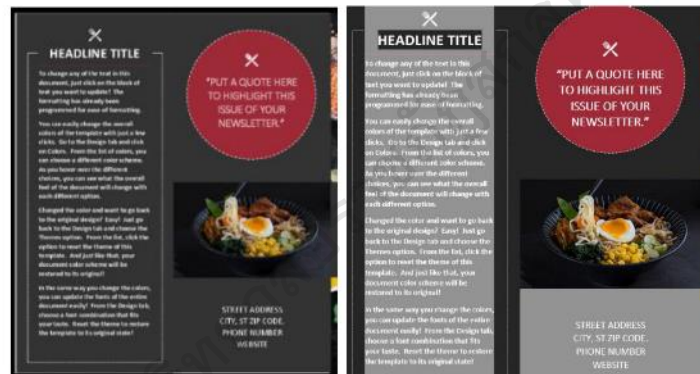 HEADLINE TITLE
To change any of the text in this
document, just click on the block of
text you want to update! The
formatting has already been
programmed for ease of formatting.
You can easily change the overall
colors of the template with just a few
clicks. Go to the Design tab and click
on Colors. From the list of colors, you
can choose a different color scheme.
As you hover over the different
choices, you can see what the overall
feel of the document will change with
each different option.
Changed the color and want to go back
to the original design? Easy! Just go
back to the Design tab and choose the
Themes option. From the list, click the
option to reset the theme of this
template. And just like that, your
document color scheme will be
restored to its original!
In the same way you change the colors,
you can update the fonts of the entire
document easily! From the Design tab,
choose a font combination that fits
your taste. Reset the theme to restore
the template to its original state!
"PUT A QUOTE HERE
TO HIGHLIGHT THIS
ISSUE OF YOUR
NEWSLETTER."
STREET ADDRESS
CITY, ST ZIP CODE.
PHONE NUMBER
WEBSITE
HEADLINE TITLE
To change any of the text in this
document, just click on the block of
text you want to update! The
formatting has already been
programmed for ease of formatting.
You can easily change the overall
colors of the template with just a few
clicks. Go to the Design tab and click
on Colors. From the list of colors, you
can choose a different color scheme.
As you hover over the different
choices, you can see what the overall
feel of the document will change with
each different option.
Changed the color and want to go back
to the original design? Easy! Just go
back to the Design tab and choose the
Themes option. From the list, click the
option to reset the theme of this
template. And just like that, your
document color scheme will be
restored to its original!
In the same way you change the colors,
you can update the fonts of the entire
document easily! From the Design tab,
choose a font combination that fits
your taste. Reset the theme to restore
the template to its original state!
"PUT A QUOTE HERE
TO HIGHLIGHT THIS
ISSUE OF YOUR
NEWSLETTER."
STREET ADDRESS
CITY, ST ZIP CODE.
PHONE NUMBER
WEBSITE